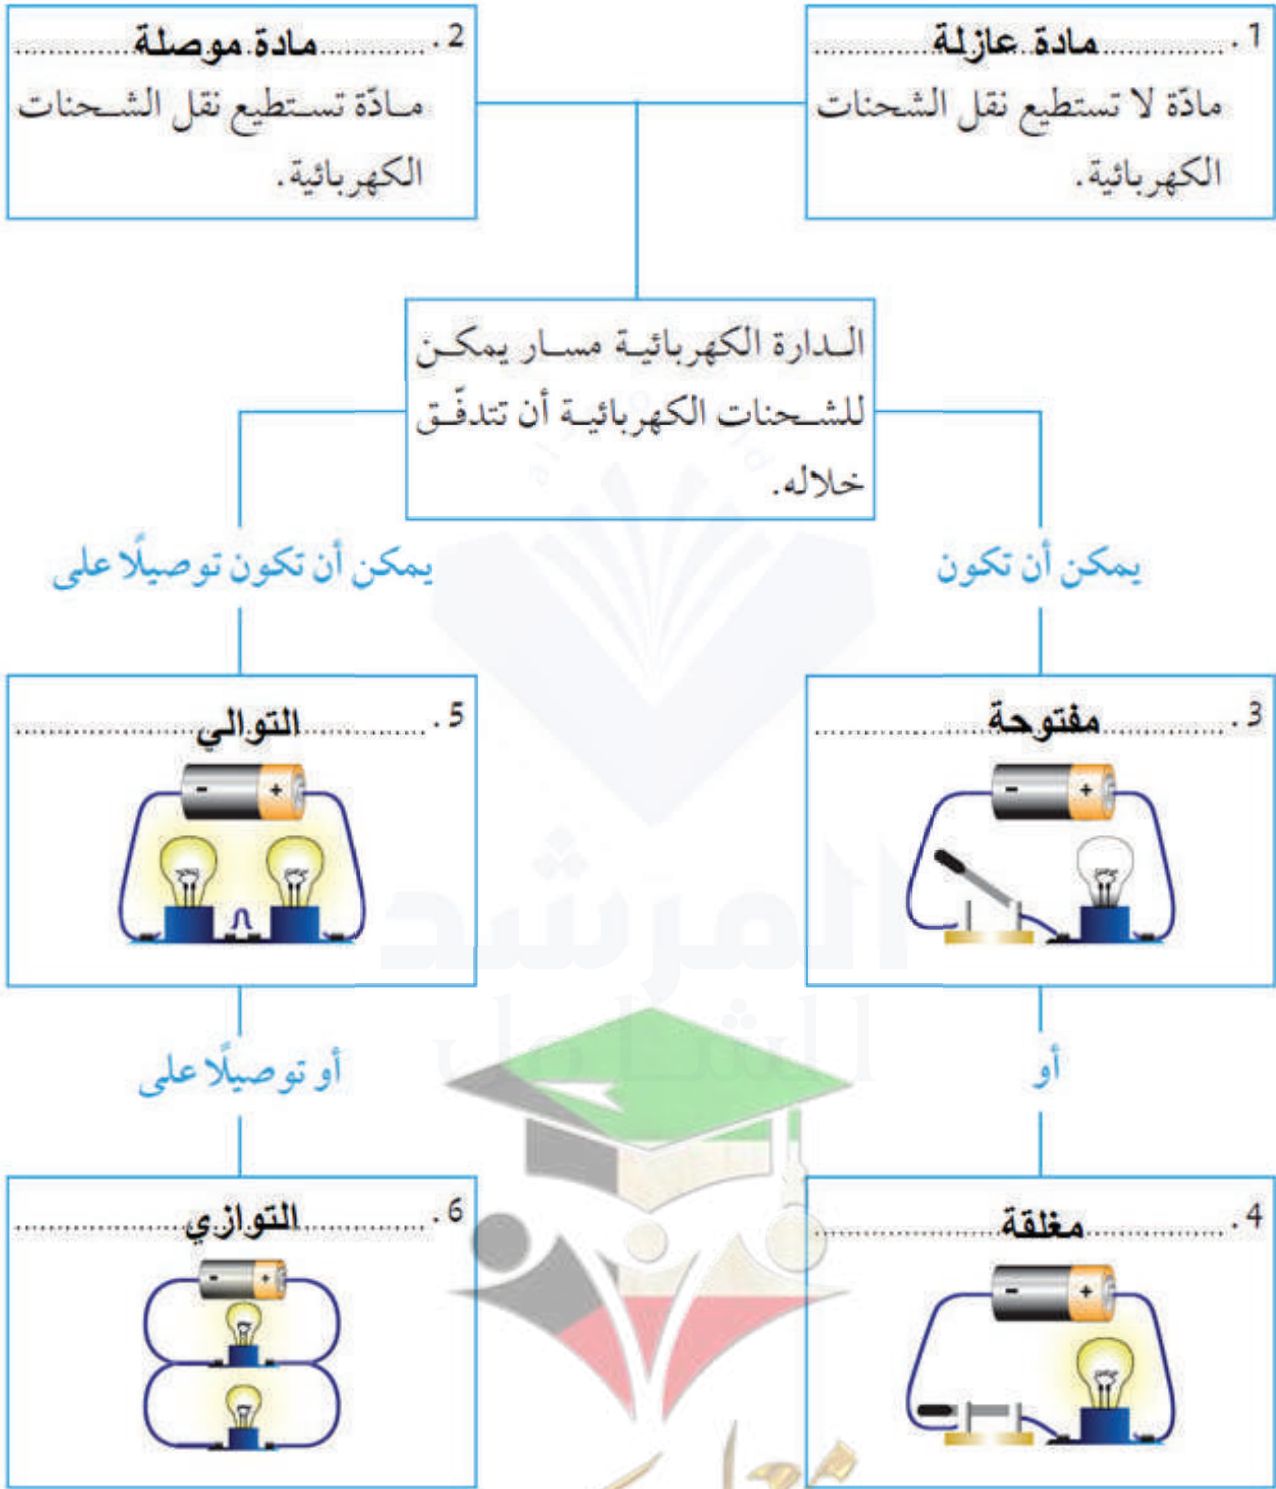 1. مادة عازلة
مادّة لا تستطيع نقل الشحنات
الكهربائية.
2. مادة موصلة
مادّة تستطيع نقل الشحنات
الكهربائية.
الدارة الكهربائية مسار يمكن
للشحنات الكهربائية أن تتدفّق
خلاله.
يمكن أن تكون
يمكن أن تكون توصيلًا على
3. مفتوحة
- +
5. التوالي
- +
أو
أو توصيلًا على
4. مغلقة
- +
6. التوازي
- +
المرشد
الشامل